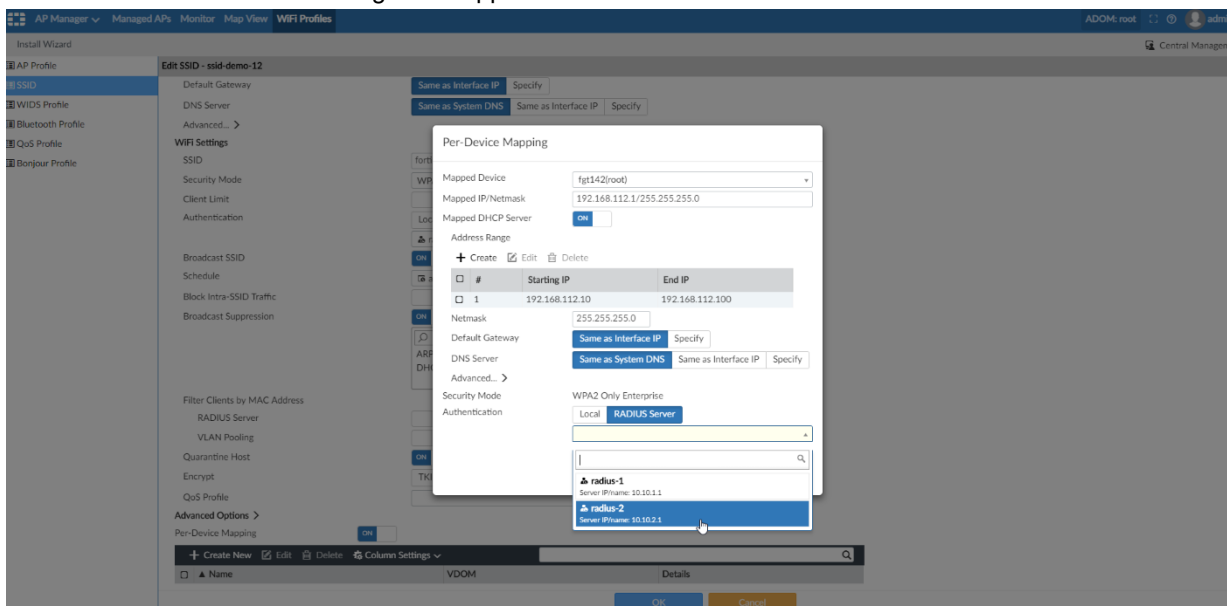 AP Manager Managed APs Monitor Map View WiFi Profiles ADOM: root
Install Wizard
AP Profile
SSID
WIDS Profile
Bluetooth Profile
QoS Profile
Bonjour Profile
Edit SSID - ssid-demo-12
Default Gateway Same as Interface IP Specify
DNS Server Same as System DNS Same as Interface IP Specify
Advanced... >
WiFi Settings
SSID
Security Mode
Client Limit
Authentication
Broadcast SSID ON
Schedule
Block Intra-SSID Traffic
Broadcast Suppression ON
Filter Clients by MAC Address
RADIUS Server
VLAN Pooling
Quarantine Host ON
Encrypt
QoS Profile
Advanced Options >
Per-Device Mapping ON
+ Create New Edit Delete Column Settings
Name VDOM Details
OK Cancel
Per-Device Mapping
Mapped Device fgt142(root)
Mapped IP/Netmask 192.168.112.1/255.255.255.0
Mapped DHCP Server ON
Address Range
+ Create Edit Delete
# Starting IP End IP
1 192.168.112.10 192.168.112.100
Netmask 255.255.255.0
Default Gateway Same as Interface IP Specify
DNS Server Same as System DNS Same as Interface IP Specify
Advanced... >
Security Mode WPA2 Only Enterprise
Authentication Local RADIUS Server
radius-1
Server IP/name: 10.10.1.1
radius-2
Server IP/name: 10.10.2.1